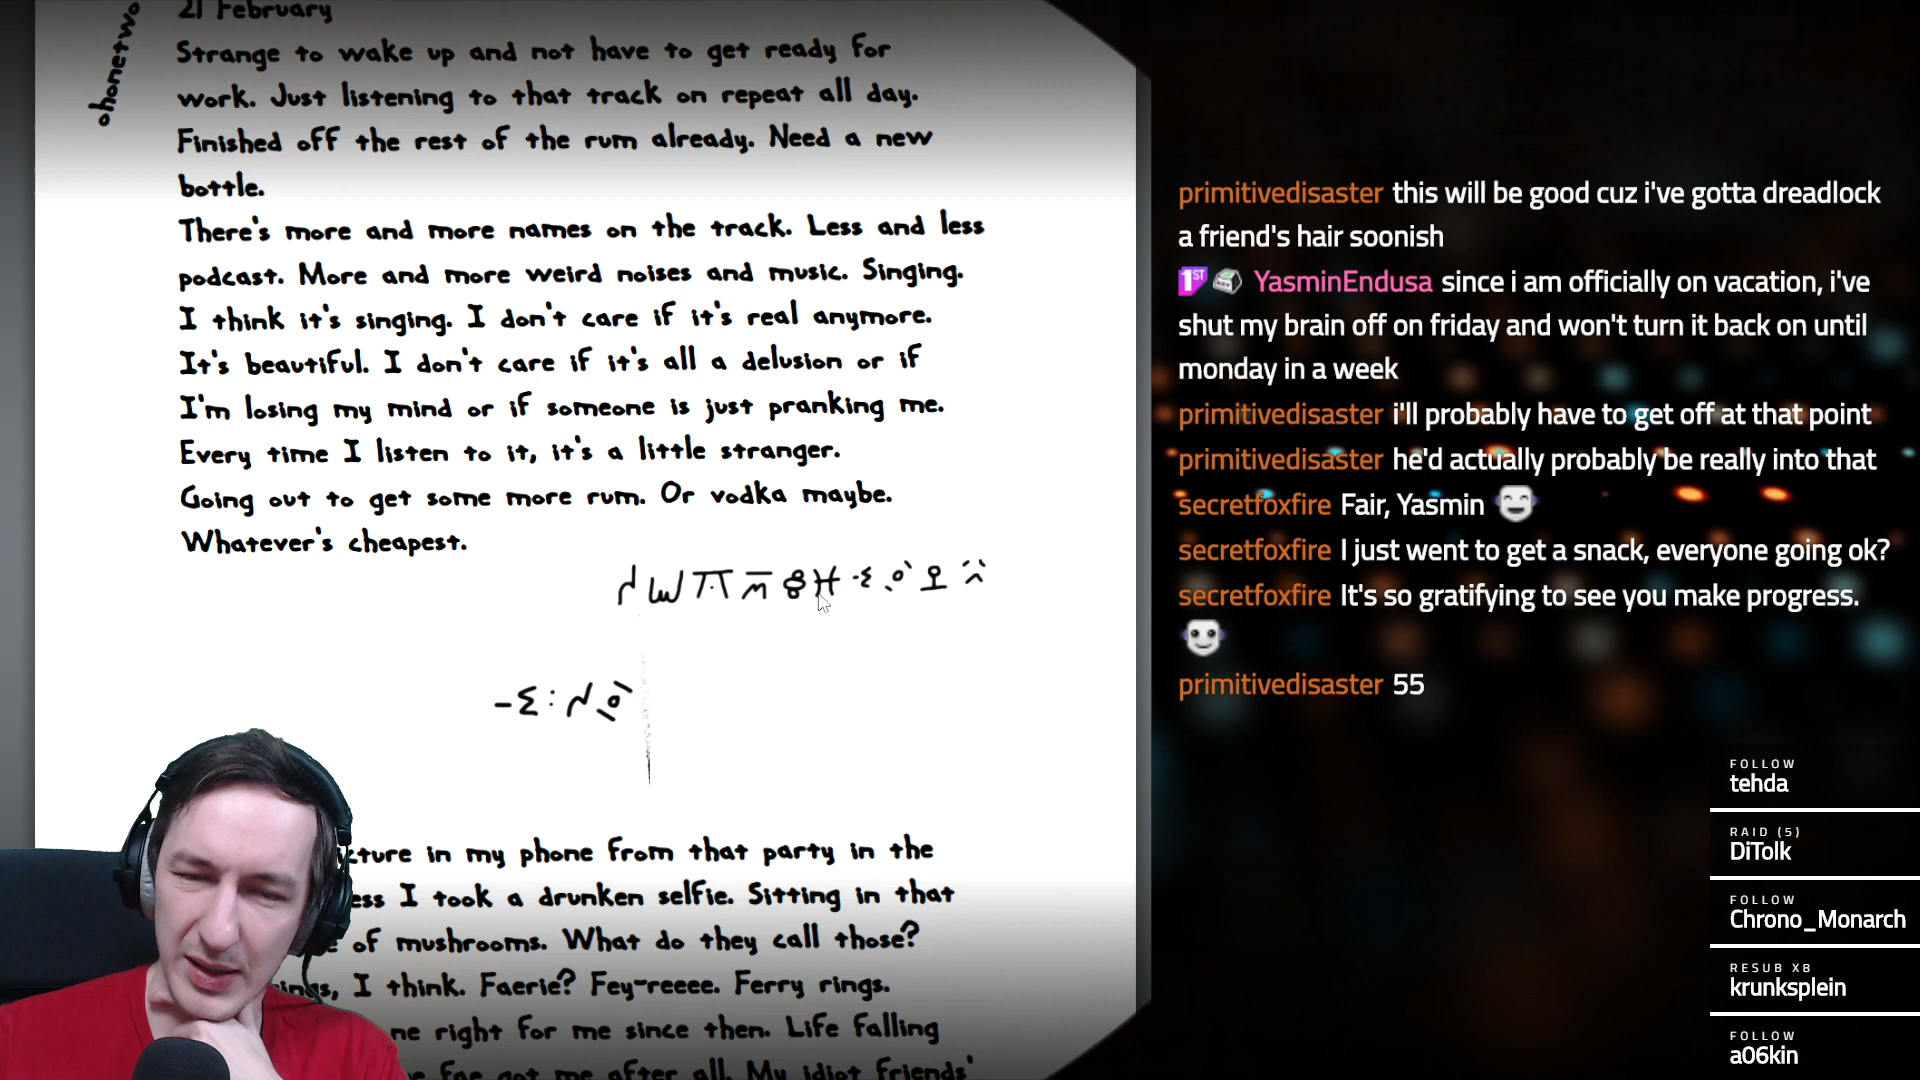 21 February
Strange to wake up and not have to get ready for
work. Just listening to that track on repeat all day.
Finished off the rest of the rum already. Need a new
bottle.
There's more and more names on the track. Less and less
podcast. More and more weird noises and music. Singing.
I think it's singing. I don't care if it's real anymore.
It's beautiful. I don't care if it's all a delusion or if
I'm losing my mind or if someone is just pranking me.
Every time I listen to it, it's a little stranger.
Going out to get some more rum. Or vodka maybe.
Whatever's cheapest.
in my phone from that party in the
I took a drunken selfie. Sitting in that
of mushrooms. What do they call those?
I think. Faerie? Fey-reeee. Ferry rings.
right for me since then. Life falling
fae got me after all. My idiot friends'
primitivedisaster this will be good cuz i've gotta dreadlock
a friend's hair soonish
1ST YasminEndusa since i am officially on vacation, i've
shut my brain off on friday and won't turn it back on until
monday in a week
primitivedisaster i'll probably have to get off at that point
primitivedisaster he'd actually probably be really into that
secretfoxfire Fair, Yasmin
secretfoxfire I just went to get a snack, everyone going ok?
secretfoxfire It's so gratifying to see you make progress.
primitivedisaster 55
FOLLOW
tehda
RAID (5)
DiTolk
FOLLOW
Chrono_Monarch
RESUB X8
krunksplein
FOLLOW
a06kin